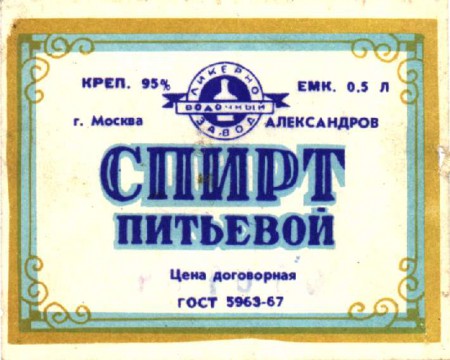 КРЕП. 95%
ЛИКЕРНО
ВОДОЧНЫЙ
ЗАВОД
ЕМК. 0,5 Л
г. Москва
АЛЕКСАНДРОВ
СПИРТ
ПИТЬЕВОЙ
Цена договорная
ГОСТ 5963-67